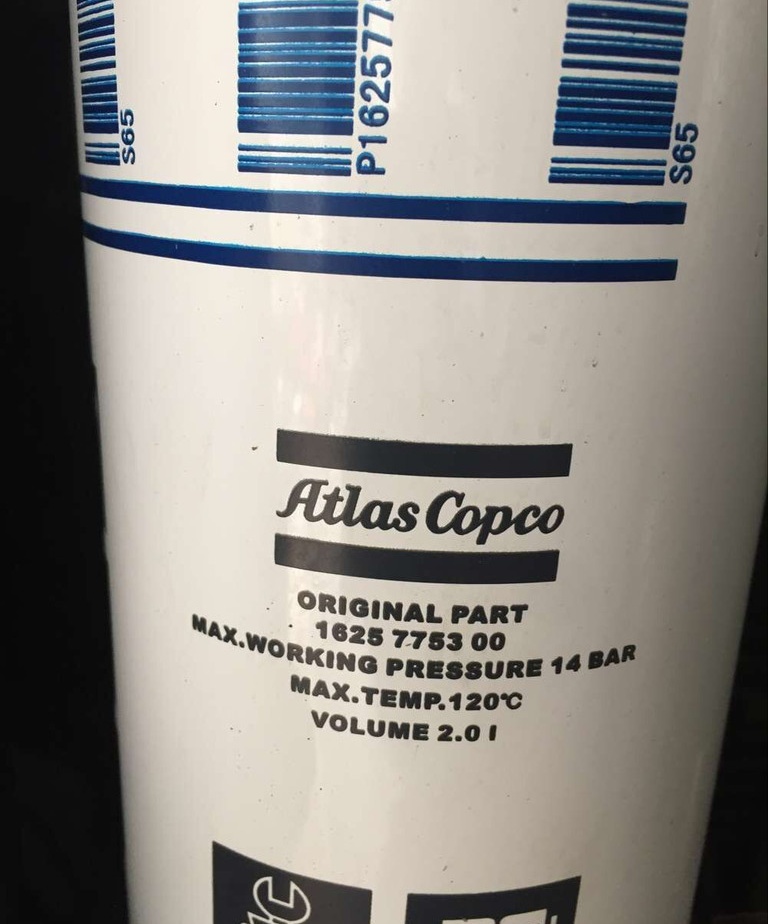 S65
P1625775
S65
Atlas Copco
ORIGINAL PART
1625 7753 00
MAX.WORKING PRESSURE 14 BAR
MAX.TEMP.120℃
VOLUME 2.0 l